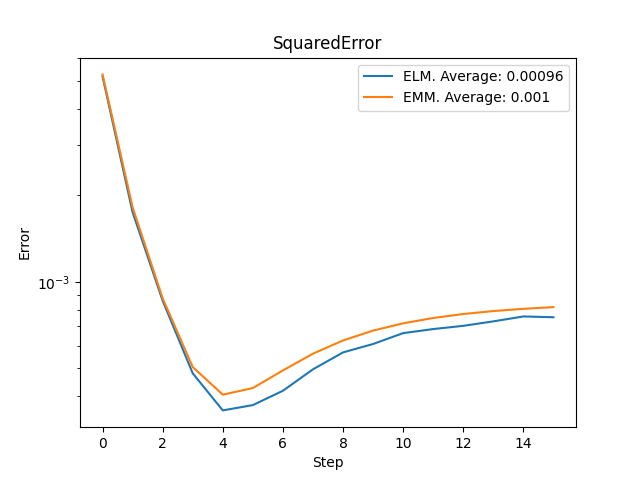 SquaredError
ELM. Average: 0.00096
EMM. Average: 0.001
Error
10⁻³
0 2 4 6 8 10 12 14
Step